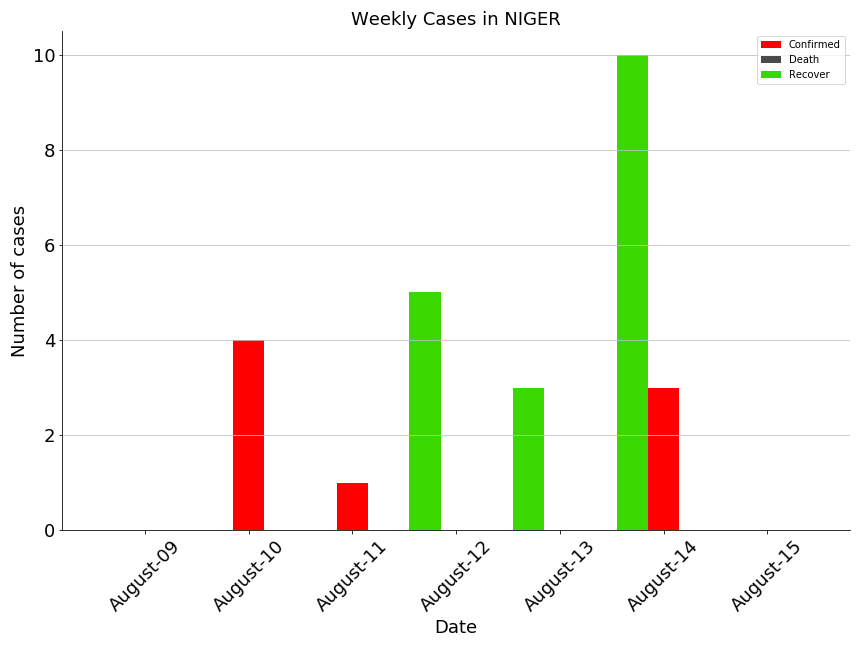 Weekly Cases in NIGER
Confirmed
Death
Recover
Number of cases
10
8
6
4
2
0
August-09
August-10
August-11
August-12
August-13
August-14
August-15
Date